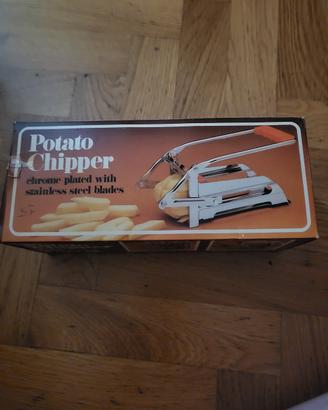 Potato
Chipper
chrome plated with
stainless steel blades